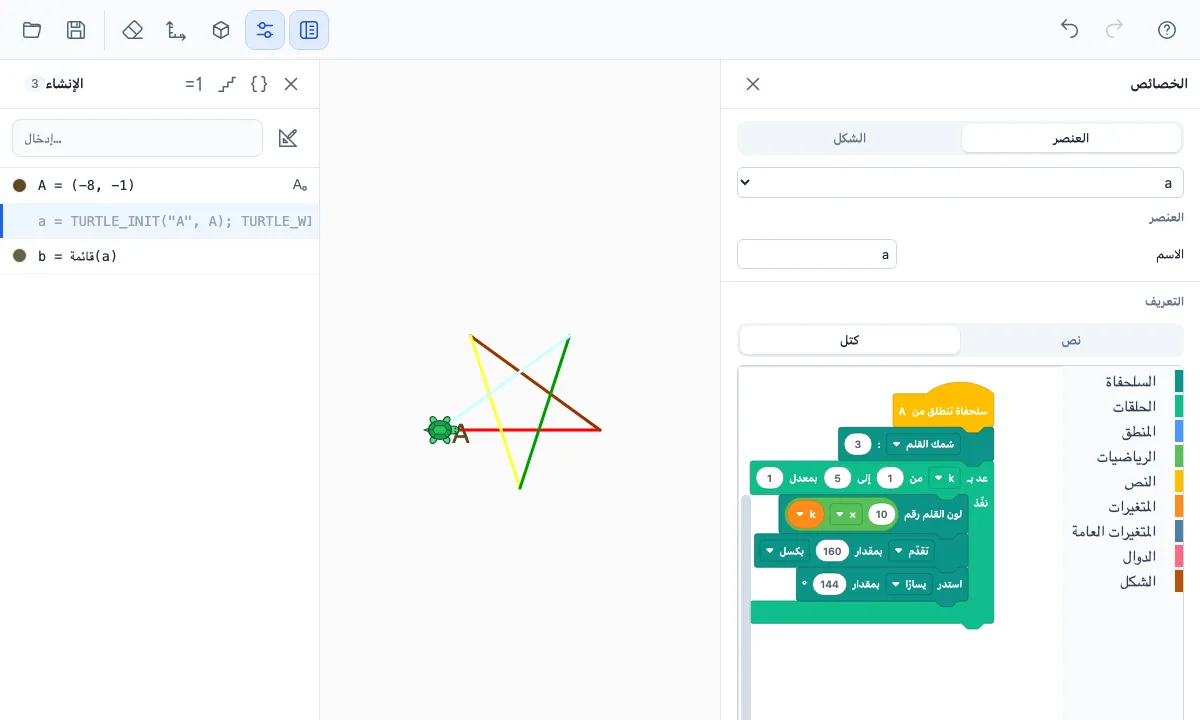 الإنشاء 3
=1
{ }
إدخال...
A = (−8, −1)
a = TURTLE_INIT("A", A); TURTLE_WI
b = قائمة(a)
A
الخصائص
العنصر
الشكل
a
العنصر
الاسم
a
التعريف
نص
كتل
السلحفاة
الحلقات
المنطق
الرياضيات
النص
المتغيرات
المتغيرات العامة
الدوال
الشكل
سلحفاة تنطلق من A
سُمك القلم : 3
عد بـ k من 1 إلى 5 بمعدل 1
نفّذ
لون القلم رقم 10 × k
تقدّم بمقدار 160 بكسل
استدر يسارًا بمقدار 144 °